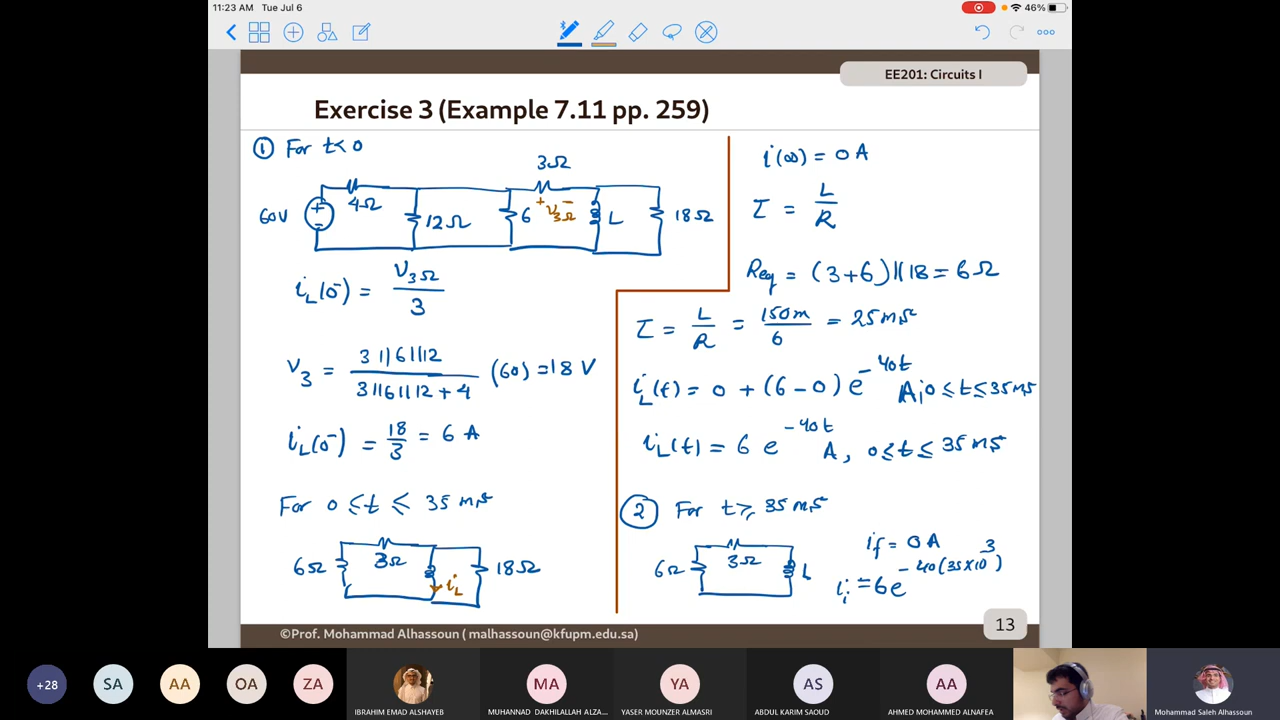 11:23 AM Tue Jul 6
46%
EE201: Circuits I
Exercise 3 (Example 7.11 pp. 259)
① For t<0
3Ω
60V + − 4Ω 12Ω 6 + V3Ω − L 18Ω
iL(0⁻) = V3Ω / 3
V3 = 3||6||12 / 3||6||12+4 (60) = 18 V
iL(0⁻) = 18/3 = 6 A
For 0 ≤ t ≤ 35 ms
6Ω 3Ω iL 18Ω
i(∞) = 0 A
τ = L/R
Req = (3+6)||18 = 6Ω
τ = L/R = 150m/6 = 25ms
iL(t) = 0 + (6−0) e^−40t A; 0 ≤ t ≤ 35ms
iL(t) = 6 e^−40t A, 0 ≤ t ≤ 35 ms
② For t ≥ 35 ms
6Ω 3Ω L
if = 0 A
ii = 6e^−40(35×10^3)
©Prof. Mohammad Alhassoun ( malhassoun@kfupm.edu.sa)
13
+28
SA
AA
OA
ZA
IBRAHIM EMAD ALSHAYEB
MA
MUHANNAD DAKHILALLAH ALZA...
YA
YASER MOUNZER ALMASRI
AS
ABDUL KARIM SAOUD
AA
AHMED MOHAMMED ALNAFEA
Mohammad Saleh Alhassoun